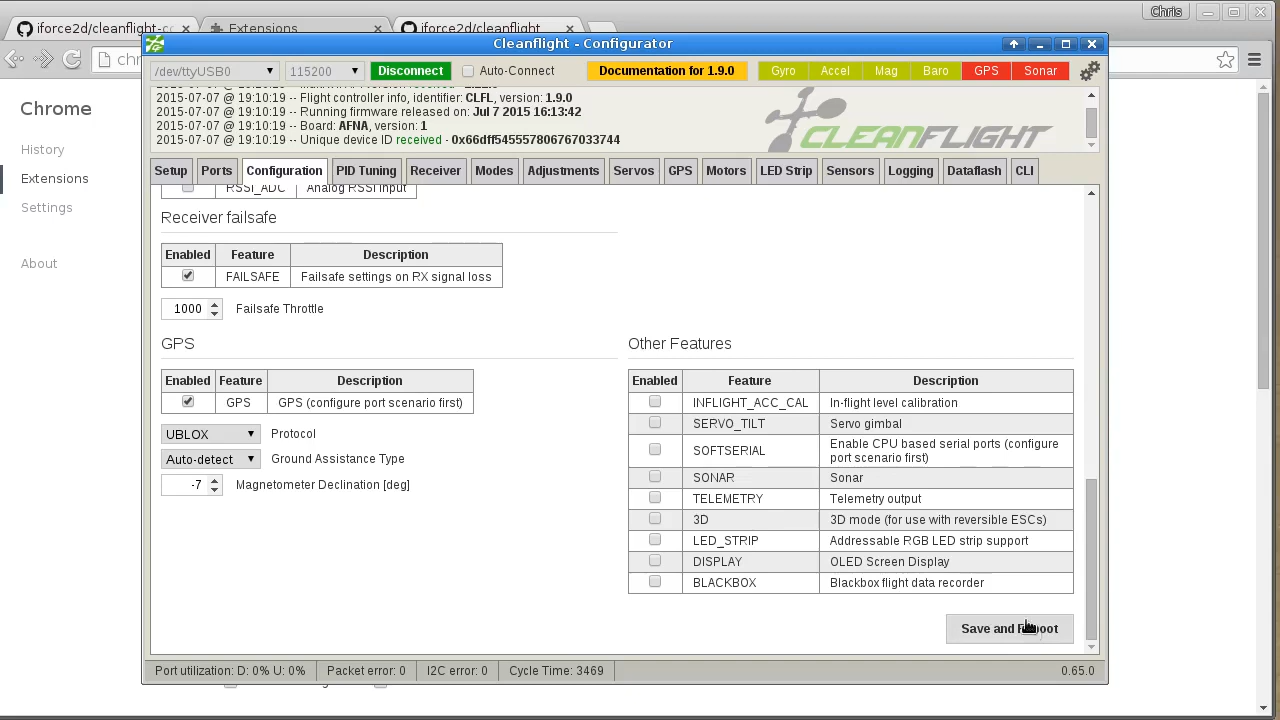 Chris
iforce2d/cleanflight-c
Extensions
iforce2d/cleanflight
chr
Cleanflight - Configurator
/dev/ttyUSB0
115200
Disconnect
Auto-Connect
Documentation for 1.9.0
Gyro
Accel
Mag
Baro
GPS
Sonar
2015-07-07 @ 19:10:19 -- Flight controller info, identifier: CLFL, version: 1.9.0
2015-07-07 @ 19:10:19 -- Running firmware released on: Jul 7 2015 16:13:42
2015-07-07 @ 19:10:19 -- Board: AFNA, version: 1
2015-07-07 @ 19:10:19 -- Unique device ID received - 0x66dff545557806767033744
CLEANFLIGHT
Chrome
History
Extensions
Settings
About
Setup
Ports
Configuration
PID Tuning
Receiver
Modes
Adjustments
Servos
GPS
Motors
LED Strip
Sensors
Logging
Dataflash
CLI
RSSI_ADC Analog RSSI input
Receiver failsafe
Enabled Feature Description
FAILSAFE Failsafe settings on RX signal loss
1000 Failsafe Throttle
GPS
Enabled Feature Description
GPS GPS (configure port scenario first)
UBLOX Protocol
Auto-detect Ground Assistance Type
-7 Magnetometer Declination [deg]
Other Features
Enabled Feature Description
INFLIGHT_ACC_CAL In-flight level calibration
SERVO_TILT Servo gimbal
SOFTSERIAL Enable CPU based serial ports (configure
port scenario first)
SONAR Sonar
TELEMETRY Telemetry output
3D 3D mode (for use with reversible ESCs)
LED_STRIP Addressable RGB LED strip support
DISPLAY OLED Screen Display
BLACKBOX Blackbox flight data recorder
Save and Reboot
Port utilization: D: 0% U: 0%
Packet error: 0
I2C error: 0
Cycle Time: 3469
0.65.0